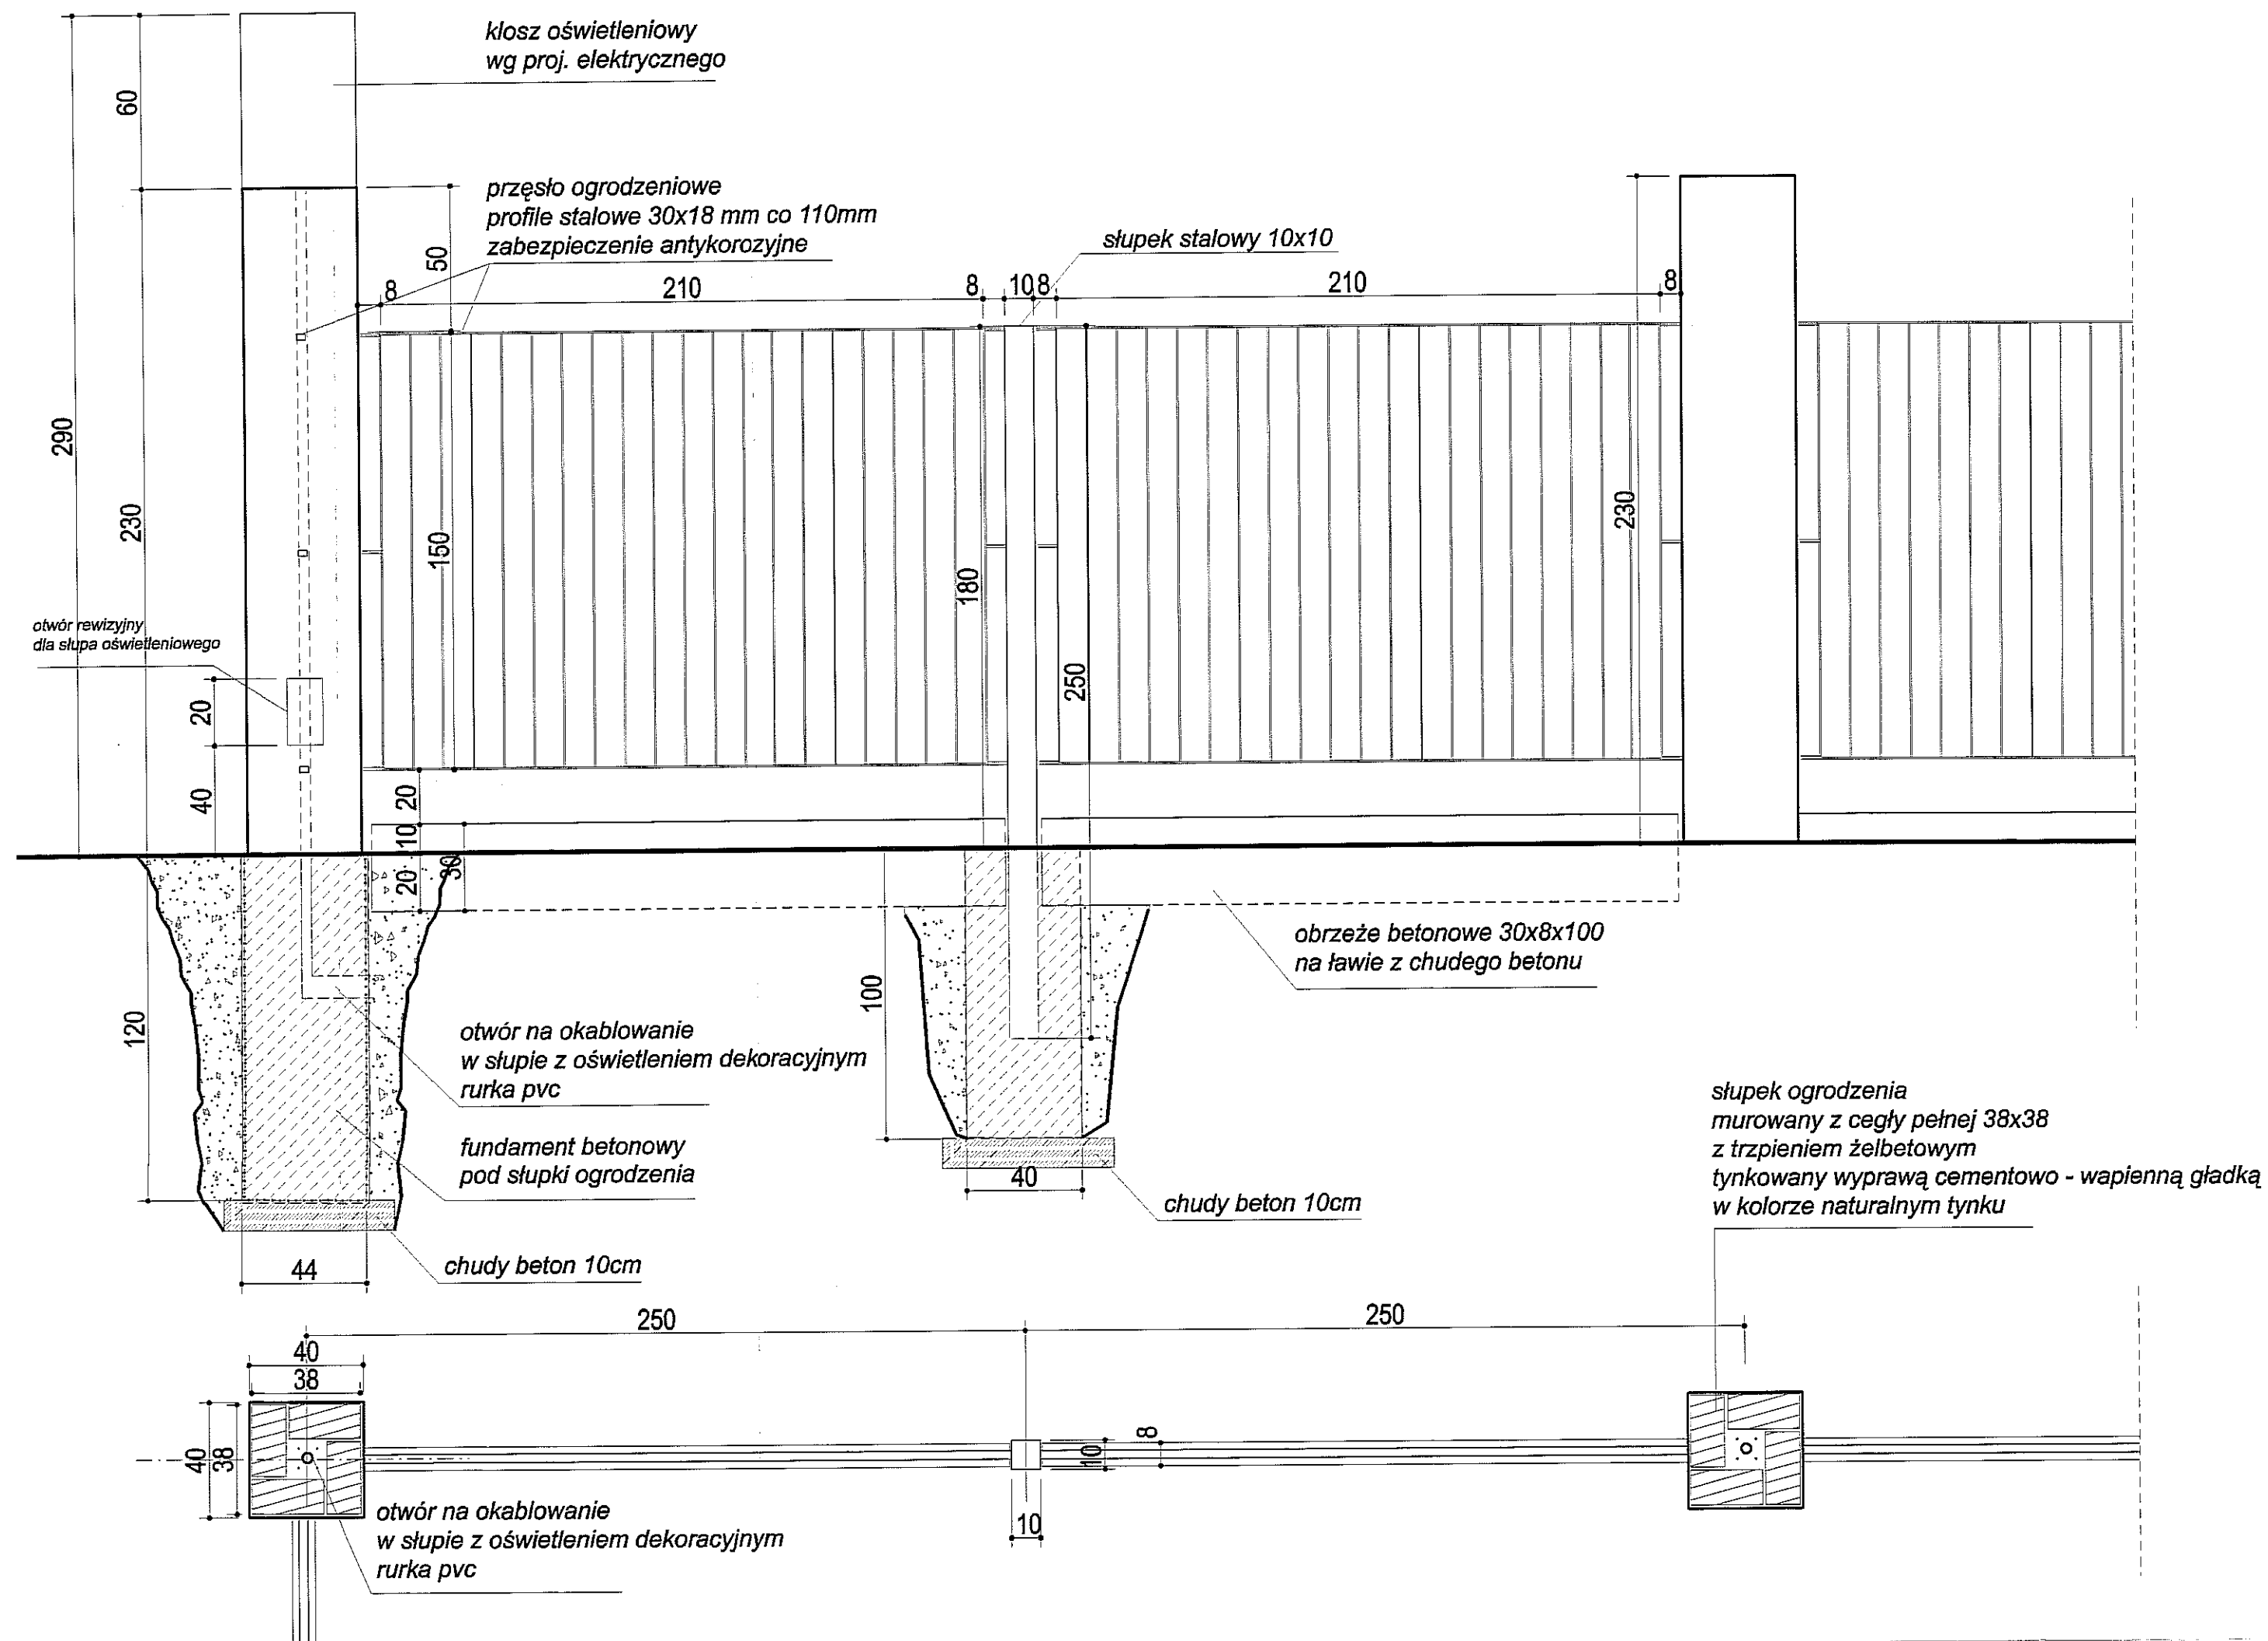 klosz oświetleniowy
wg proj. elektrycznego
60
290
230
przęsło ogrodzeniowe
profile stalowe 30x18 mm co 110mm
zabezpieczenie antykorozyjne
słupek stalowy 10x10
50
8
210
8
10
8
210
8
150
180
250
230
otwór rewizyjny
dla słupa oświetleniowego
20
40
20
10
20
30
120
100
obrzeże betonowe 30x8x100
na ławie z chudego betonu
otwór na okablowanie
w słupie z oświetleniem dekoracyjnym
rurka pvc
fundament betonowy
pod słupki ogrodzenia
40
chudy beton 10cm
44
chudy beton 10cm
słupek ogrodzenia
murowany z cegły pełnej 38x38
z trzpieniem żelbetowym
tynkowany wyprawą cementowo - wapienną gładką
w kolorze naturalnym tynku
250
250
40
38
40
38
8
10
10
otwór na okablowanie
w słupie z oświetleniem dekoracyjnym
rurka pvc